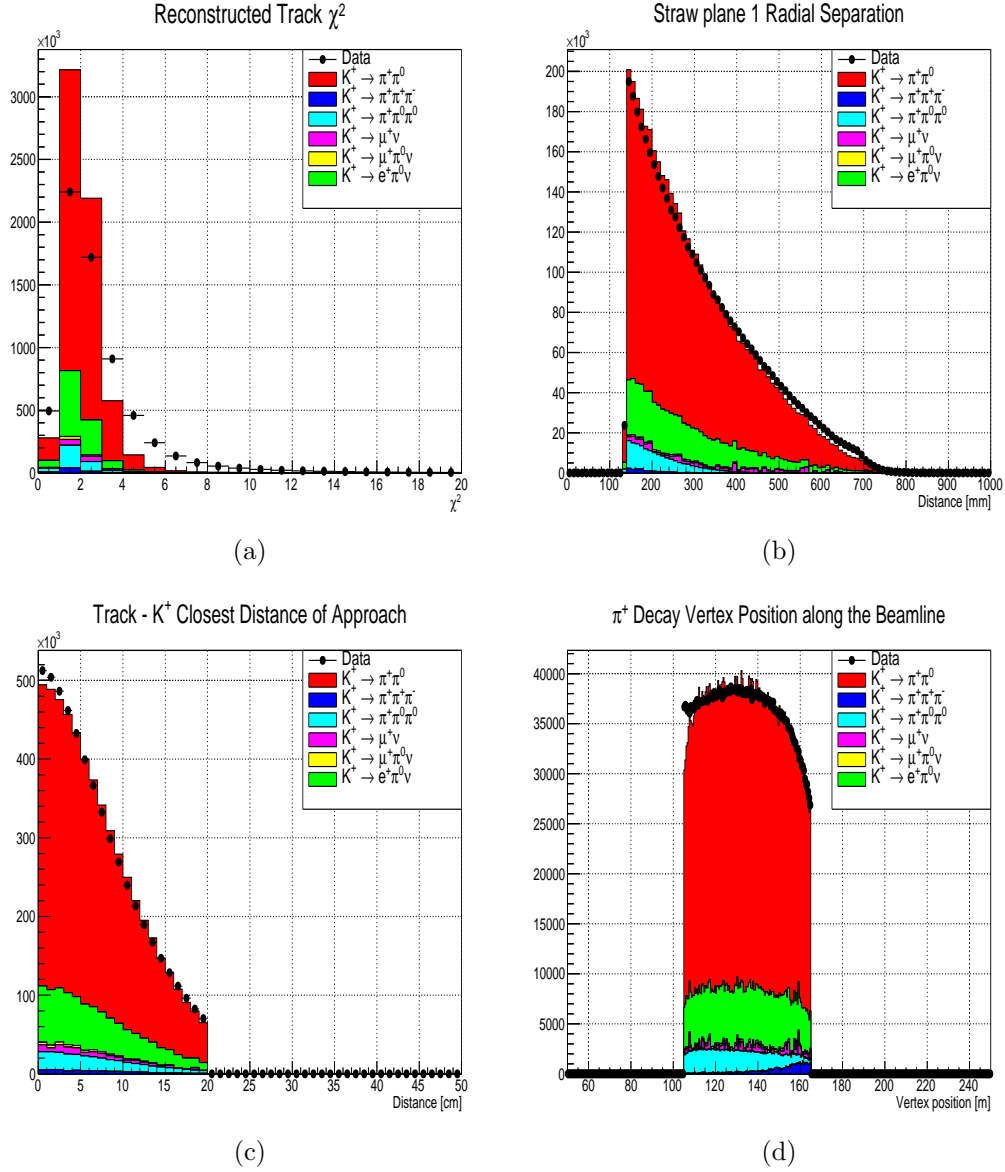 Reconstructed Track χ²
×10³
Data
K⁺ → π⁺π⁰
K⁺ → π⁺π⁺π⁻
K⁺ → π⁺π⁰π⁰
K⁺ → μ⁺ν
K⁺ → μ⁺π⁰ν
K⁺ → e⁺π⁰ν
3000
2500
2000
1500
1000
500
0
0 2 4 6 8 10 12 14 16 18 20
χ²
(a)
Straw plane 1 Radial Separation
×10³
Data
K⁺ → π⁺π⁰
K⁺ → π⁺π⁺π⁻
K⁺ → π⁺π⁰π⁰
K⁺ → μ⁺ν
K⁺ → μ⁺π⁰ν
K⁺ → e⁺π⁰ν
200
180
160
140
120
100
80
60
40
20
0
0 100 200 300 400 500 600 700 800 900 1000
Distance [mm]
(b)
Track - K⁺ Closest Distance of Approach
×10³
Data
K⁺ → π⁺π⁰
K⁺ → π⁺π⁺π⁻
K⁺ → π⁺π⁰π⁰
K⁺ → μ⁺ν
K⁺ → μ⁺π⁰ν
K⁺ → e⁺π⁰ν
500
400
300
200
100
0
0 5 10 15 20 25 30 35 40 45 50
Distance [cm]
(c)
π⁺ Decay Vertex Position along the Beamline
Data
K⁺ → π⁺π⁰
K⁺ → π⁺π⁺π⁻
K⁺ → π⁺π⁰π⁰
K⁺ → μ⁺ν
K⁺ → μ⁺π⁰ν
K⁺ → e⁺π⁰ν
40000
35000
30000
25000
20000
15000
10000
5000
0
60 80 100 120 140 160 180 200 220 240
Vertex position [m]
(d)